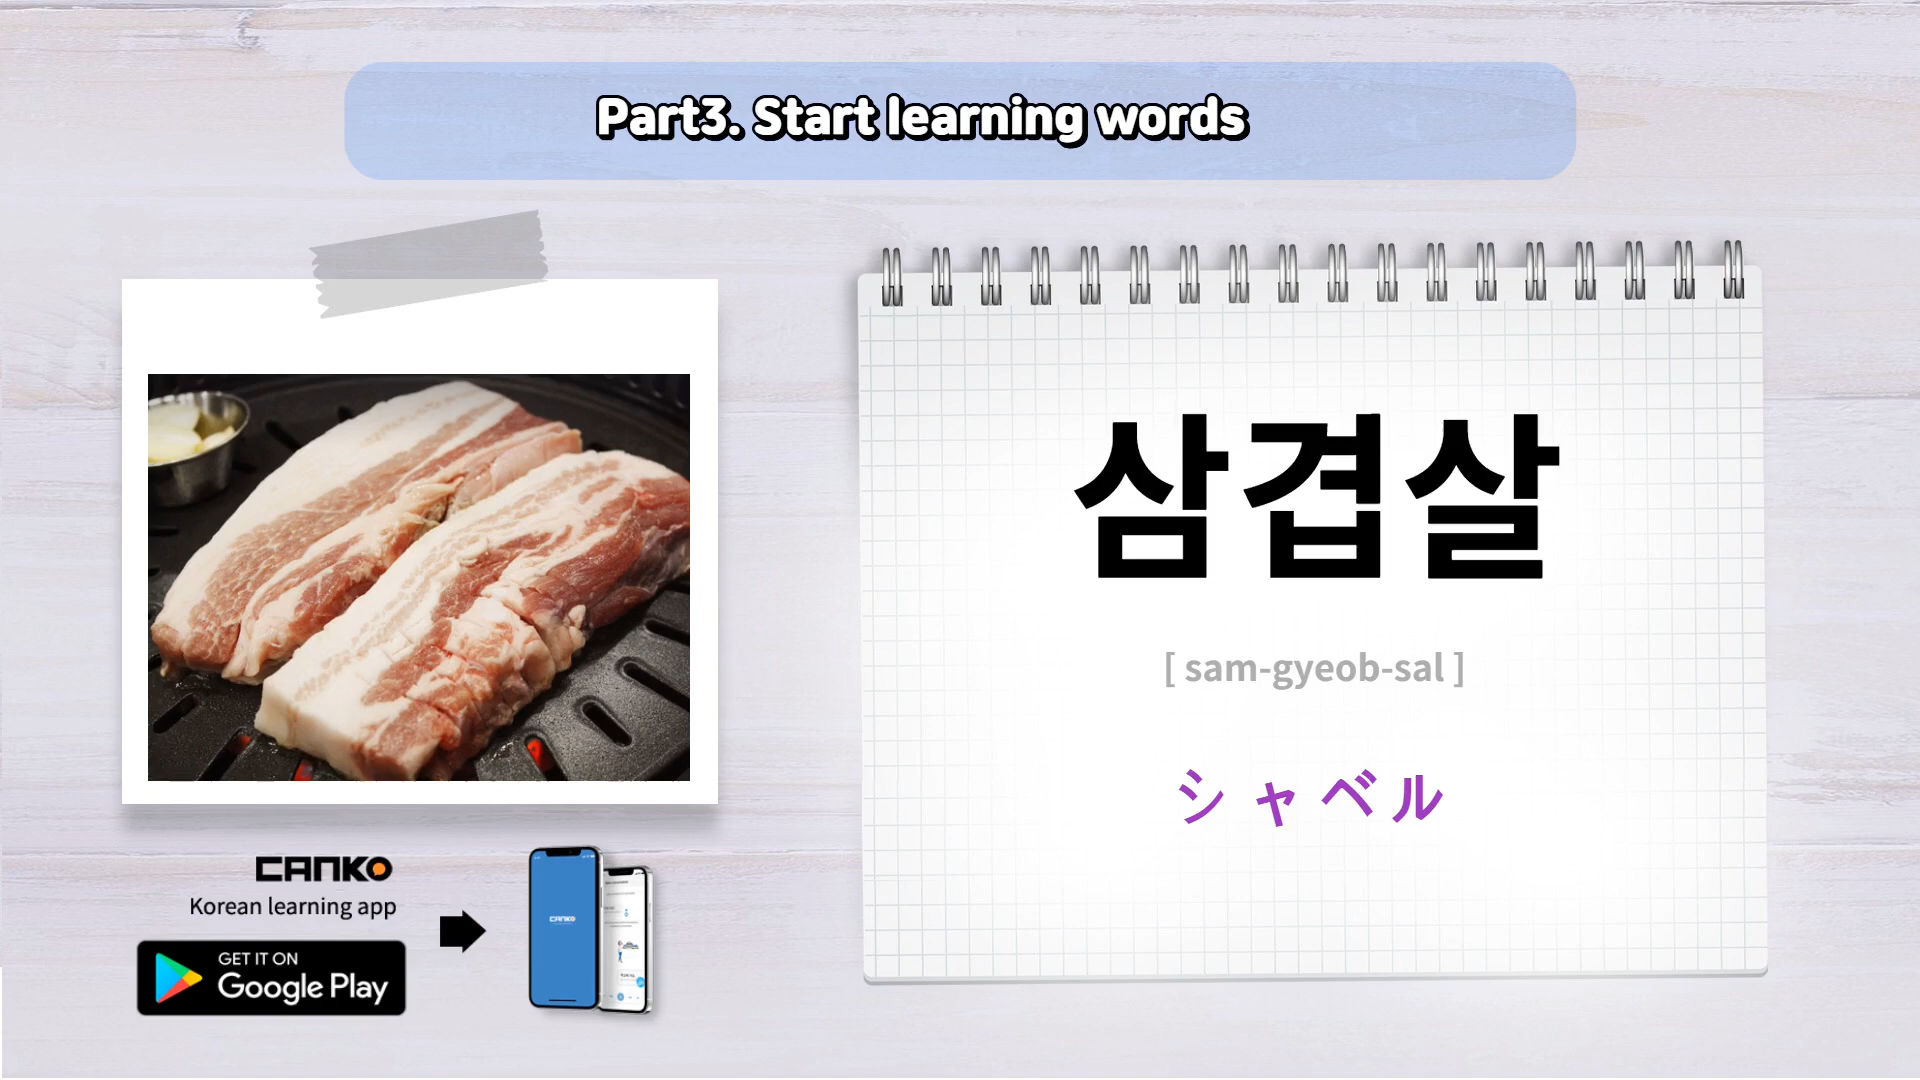 Part3. Start learning words
삼겹살
[ sam-gyeob-sal ]
シャベル
CANKO
Korean learning app
GET IT ON
Google Play
CANKO